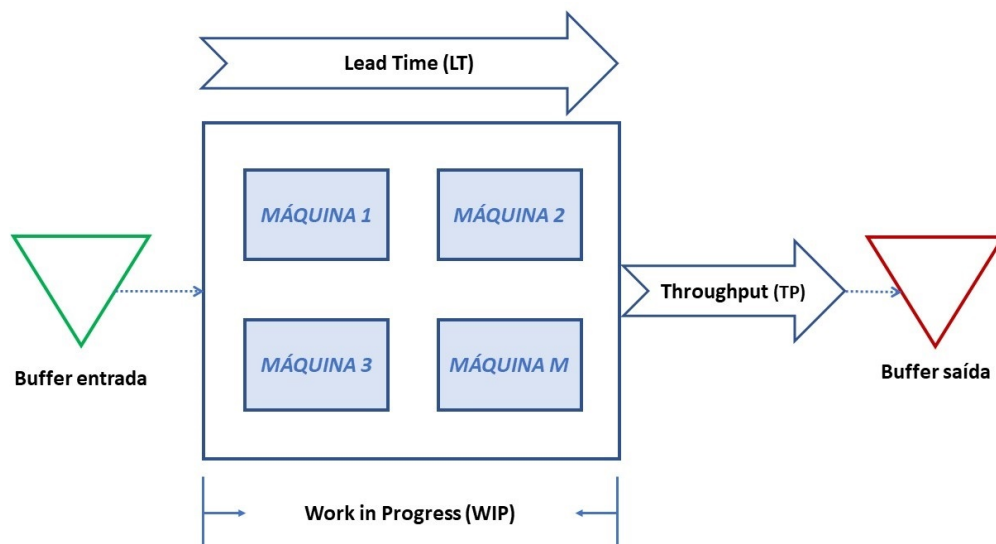 Lead Time (LT)
MÁQUINA 1
MÁQUINA 2
Throughput (TP)
MÁQUINA 3
MÁQUINA M
Buffer entrada
Buffer saída
Work in Progress (WIP)